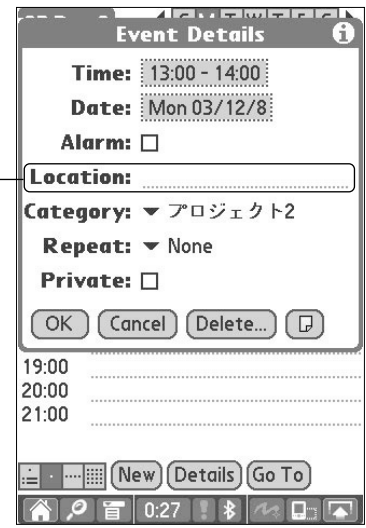 Event Details
Time: 13:00 - 14:00
Date: Mon 03/12/8
Alarm:
Location:
Category: プロジェクト2
Repeat: None
Private:
OK Cancel Delete...
19:00
20:00
21:00
New Details Go To
0:27